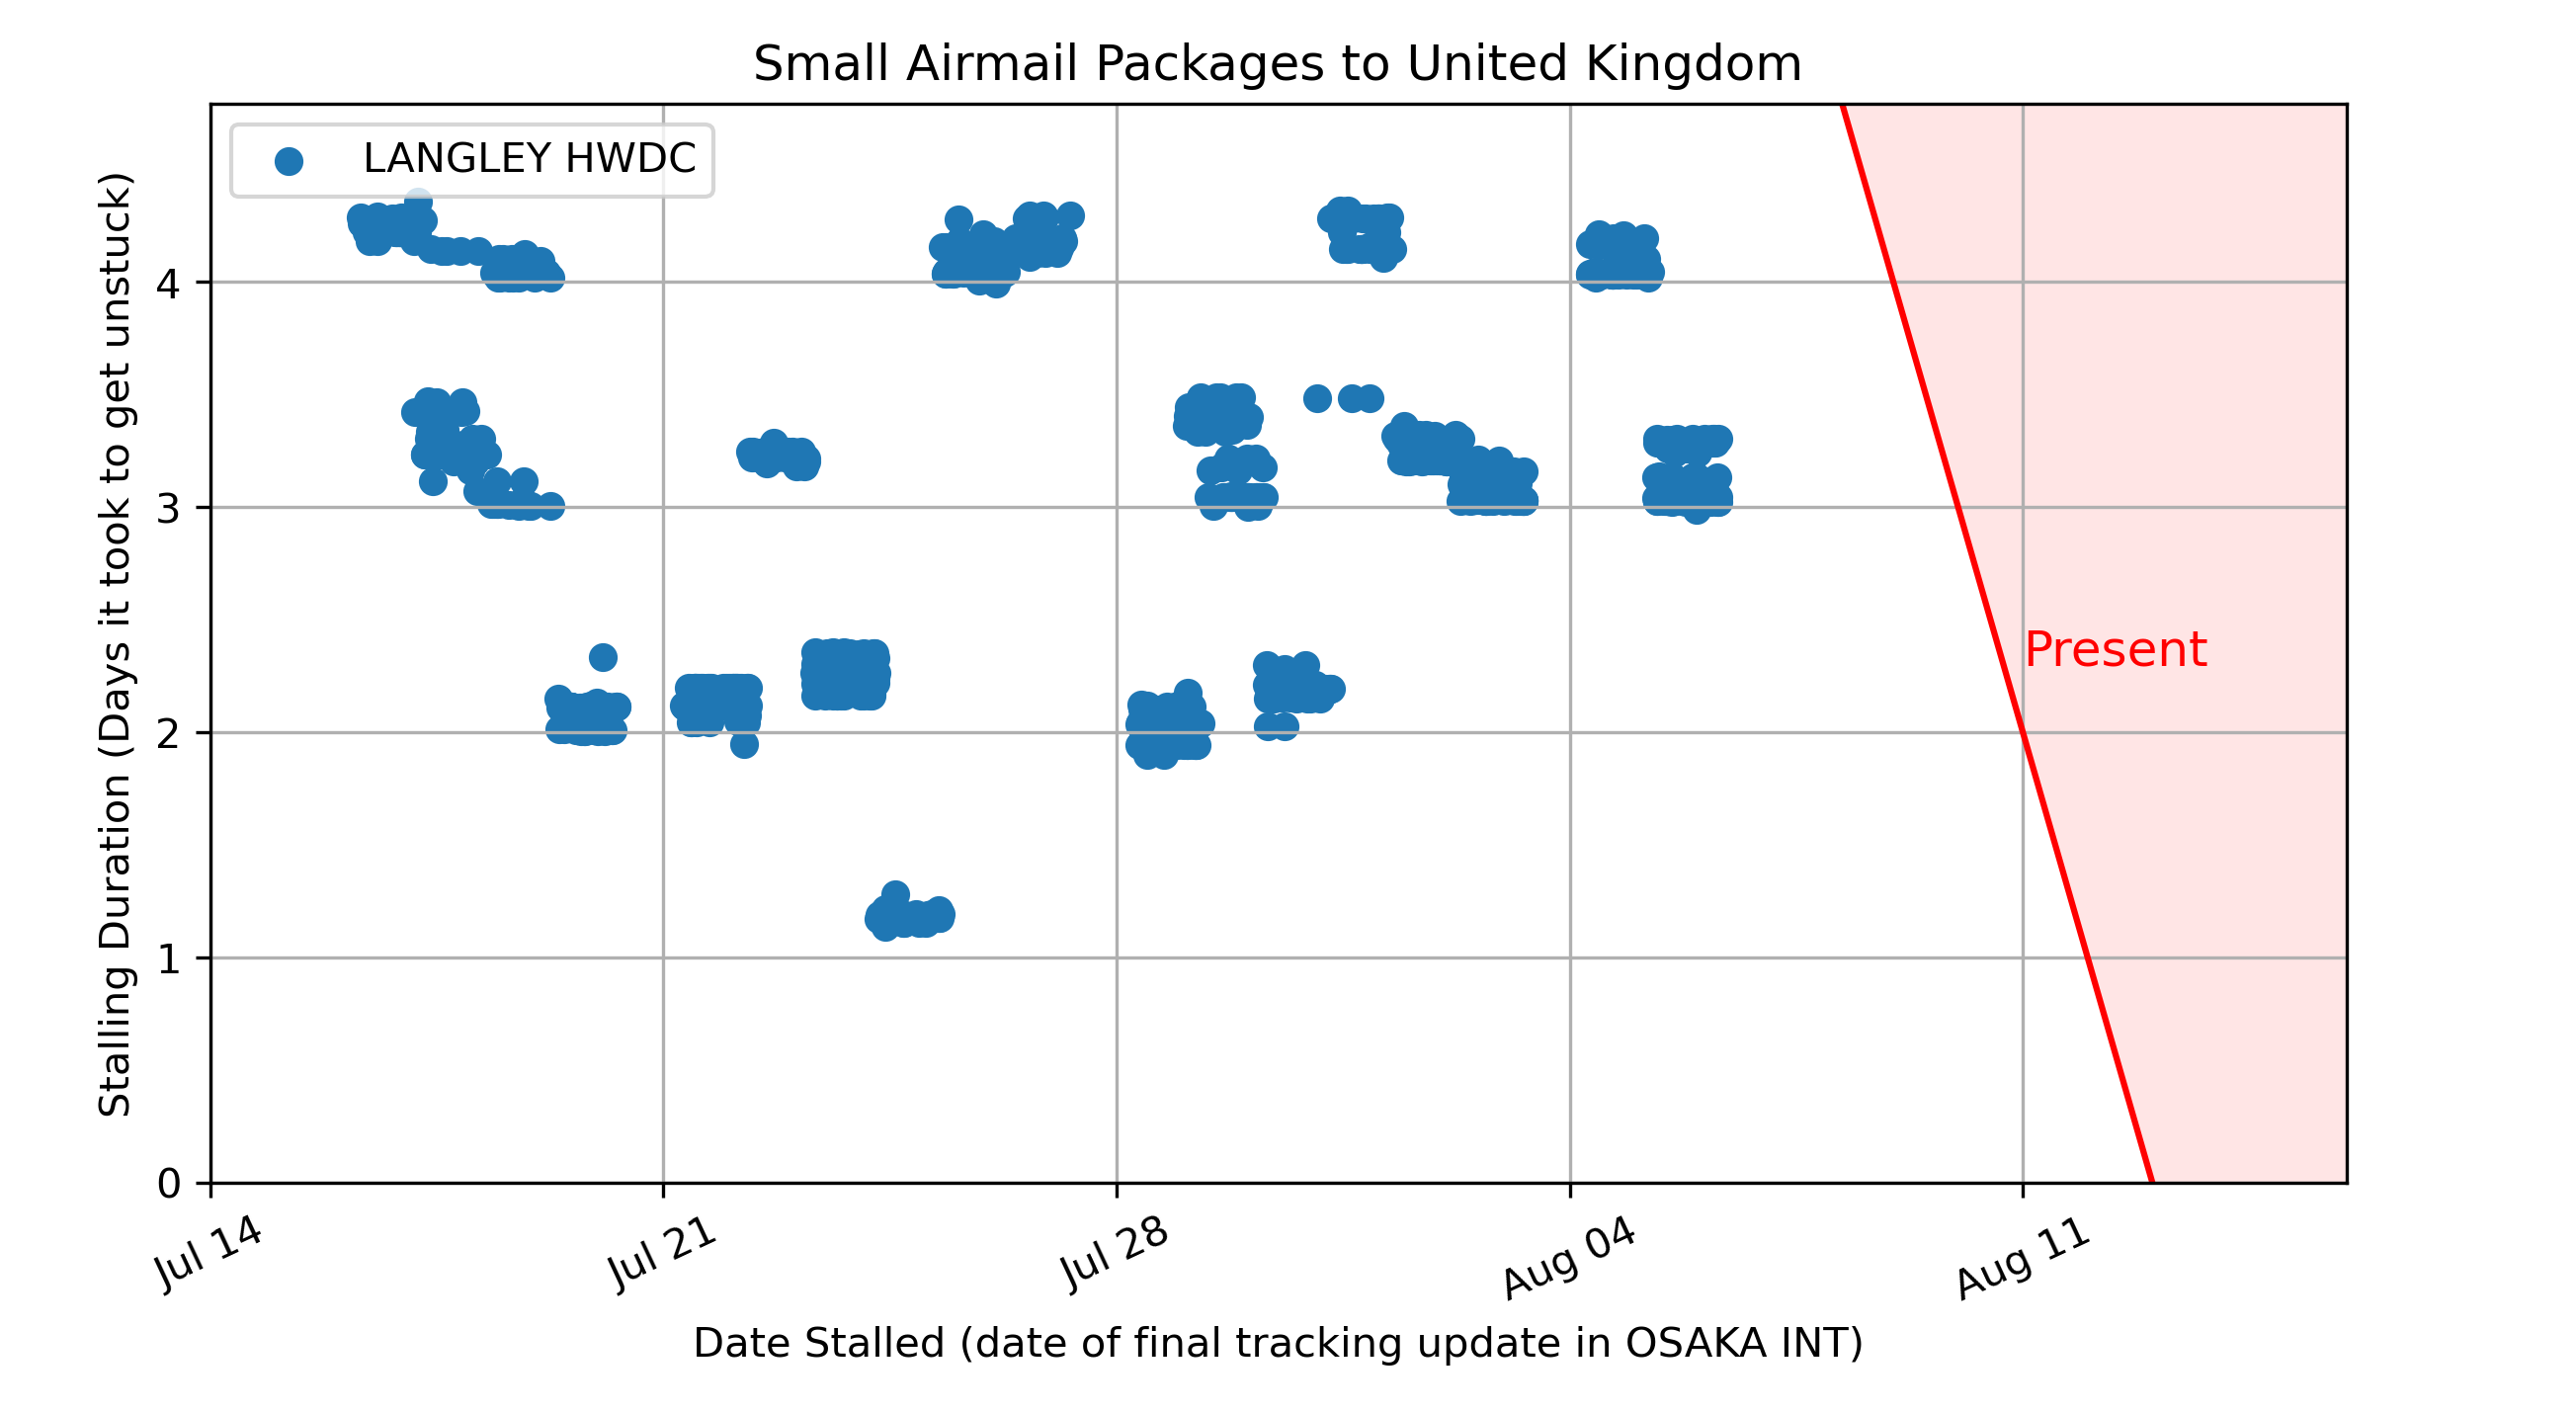 Small Airmail Packages to United Kingdom
LANGLEY HWDC
Stalling Duration (Days it took to get unstuck)
4
3
2
1
0
Present
Jul 14
Jul 21
Jul 28
Aug 04
Aug 11
Date Stalled (date of final tracking update in OSAKA INT)